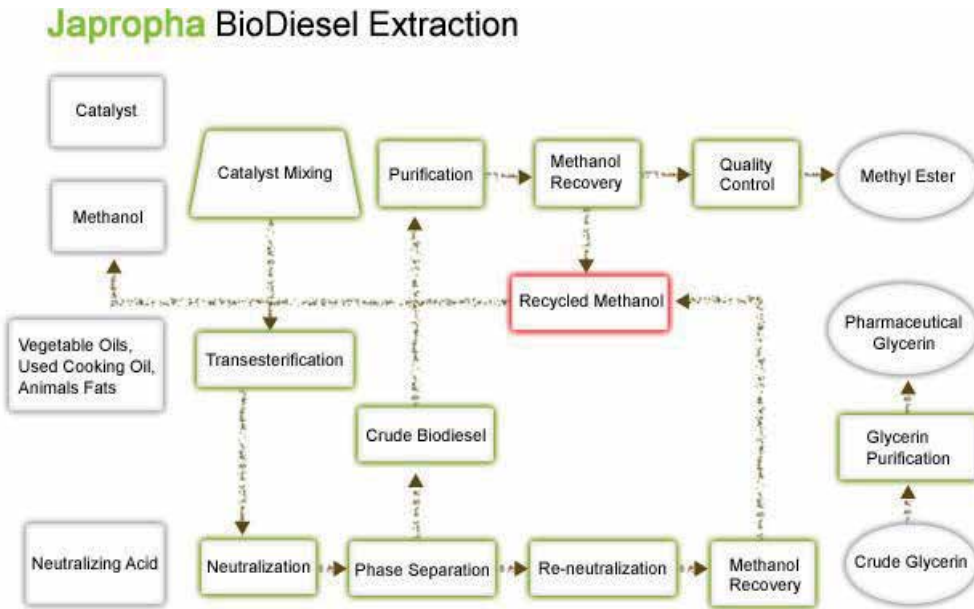 Japropha BioDiesel Extraction
Catalyst
Catalyst Mixing
Purification
Methanol
Recovery
Quality
Control
Methyl Ester
Methanol
Recycled Methanol
Vegetable Oils,
Used Cooking Oil,
Animals Fats
Transesterification
Pharmaceutical
Glycerin
Crude Biodiesel
Glycerin
Purification
Neutralizing Acid
Neutralization
Phase Separation
Re-neutralization
Methanol
Recovery
Crude Glycerin